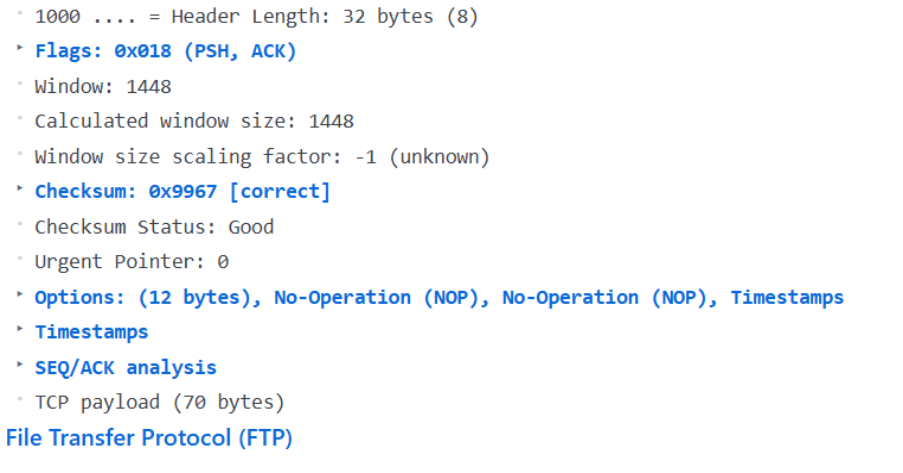 1000 .... = Header Length: 32 bytes (8)
Flags: 0x018 (PSH, ACK)
Window: 1448
Calculated window size: 1448
Window size scaling factor: -1 (unknown)
Checksum: 0x9967 [correct]
Checksum Status: Good
Urgent Pointer: 0
Options: (12 bytes), No-Operation (NOP), No-Operation (NOP), Timestamps
Timestamps
SEQ/ACK analysis
TCP payload (70 bytes)
File Transfer Protocol (FTP)